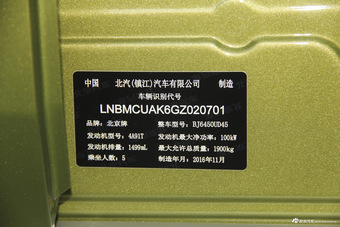 中国 北汽(镇江)汽车有限公司 制造
车辆识别代号
LNBMCUAK6GZ020701
品牌：北京牌 整车型号：BJ6450UD45
发动机型号：4A91T 发动机最大净功率：100kW
发动机排量：1499mL 最大允许总质量：1900kg
乘坐人数：5 制造年月：2016年11月